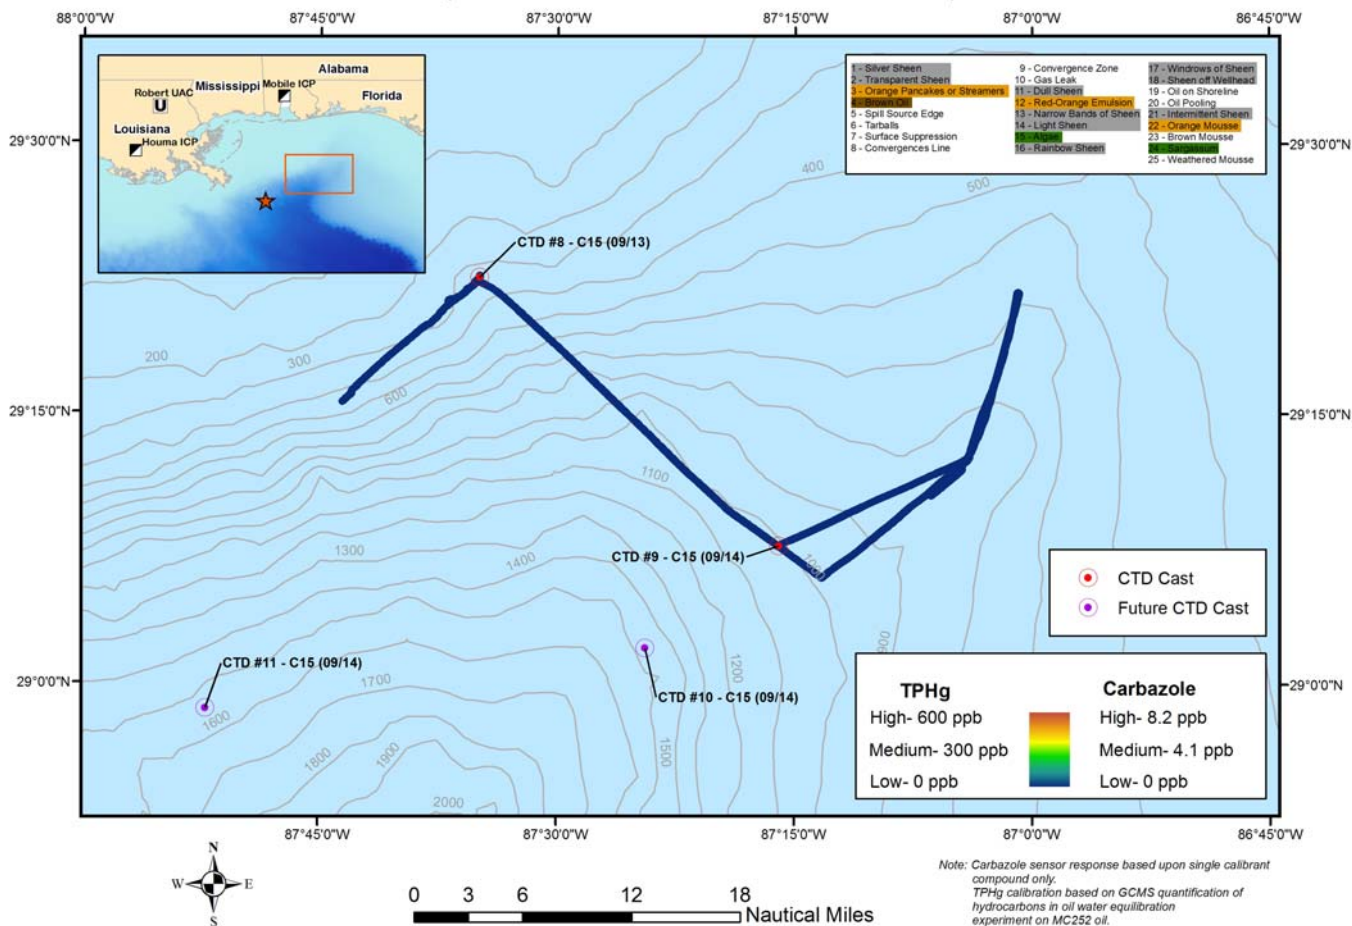 88°0'0"W
87°45'0"W
87°30'0"W
87°15'0"W
87°0'0"W
86°45'0"W
Alabama
Mississippi
Mobile ICP
Robert UAC
U
Florida
Louisiana
Houma ICP
1 - Silver Sheen
2 - Transparent Sheen
3 - Orange Pancakes or Streamers
4 - Brown Oil
5 - Spill Source Edge
6 - Tarballs
7 - Surface Suppression
8 - Convergences Line
9 - Convergence Zone
10 - Gas Leak
11 - Dull Sheen
12 - Red-Orange Emulsion
13 - Narrow Bands of Sheen
14 - Light Sheen
15 - Algae
16 - Rainbow Sheen
17 - Windrows of Sheen
18 - Sheen off Wellhead
19 - Oil on Shoreline
20 - Oil Pooling
21 - Intermittent Sheen
22 - Orange Mousse
23 - Brown Mousse
24 - Sargassum
25 - Weathered Mousse
29°30'0"N
29°30'0"N
400
500
CTD #8 - C15 (09/13)
200
300
600
29°15'0"N
29°15'0"N
1100
CTD #9 - C15 (09/14)
1000
1300
1400
900
CTD Cast
Future CTD Cast
CTD #11 - C15 (09/14)
1200
29°0'0"N
29°0'0"N
1700
CTD #10 - C15 (09/14)
1600
1500
1800
1900
2000
TPHg
High- 600 ppb
Medium- 300 ppb
Low- 0 ppb
Carbazole
High- 8.2 ppb
Medium- 4.1 ppb
Low- 0 ppb
87°45'0"W
87°30'0"W
87°15'0"W
87°0'0"W
86°45'0"W
N
W
E
S
0
3
6
12
18
Nautical Miles
Note: Carbazole sensor response based upon single calibrant
compound only.
TPHg calibration based on GCMS quantification of
hydrocarbons in oil water equilibration
experiment on MC252 oil.